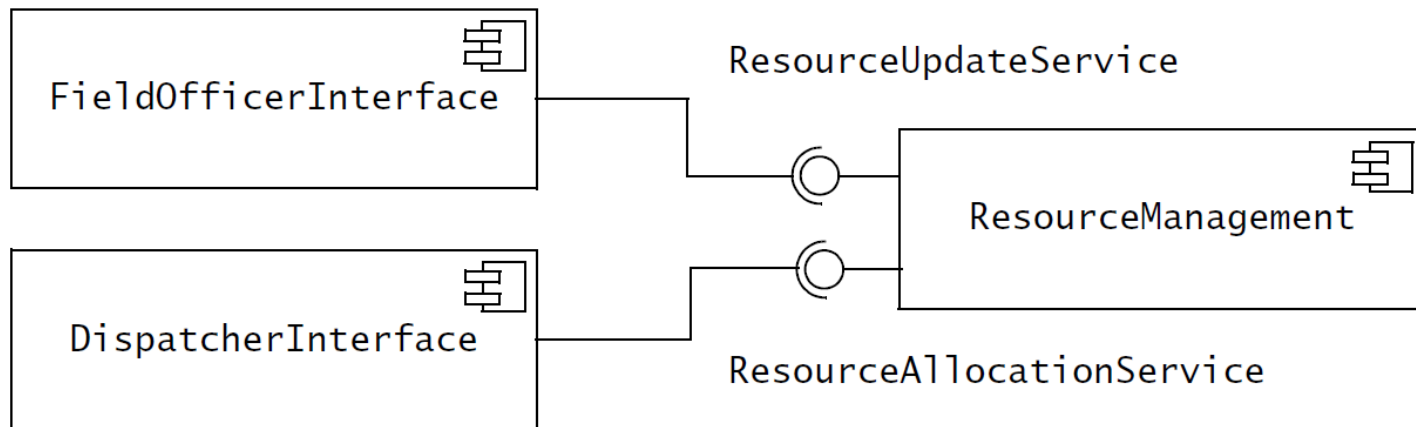 FieldOfficerInterface
ResourceUpdateService
ResourceManagement
DispatcherInterface
ResourceAllocationService